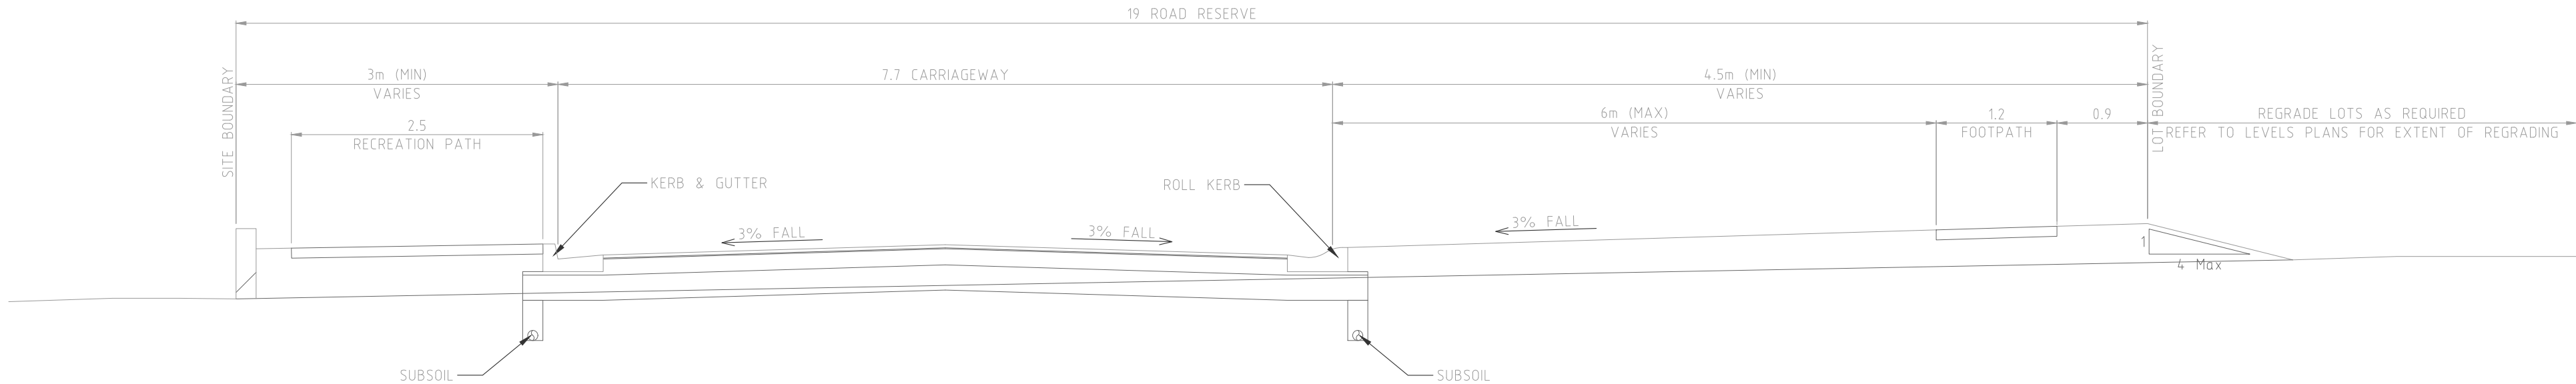 19 ROAD RESERVE
SITE BOUNDARY
3m (MIN)
VARIES
7.7 CARRIAGEWAY
4.5m (MIN)
VARIES
LOT BOUNDARY
2.5
RECREATION PATH
6m (MAX)
VARIES
1.2
FOOTPATH
0.9
REGRADE LOTS AS REQUIRED
REFER TO LEVELS PLANS FOR EXTENT OF REGRADING
KERB & GUTTER
ROLL KERB
3% FALL
3% FALL
3% FALL
1
4 Max
SUBSOIL
SUBSOIL